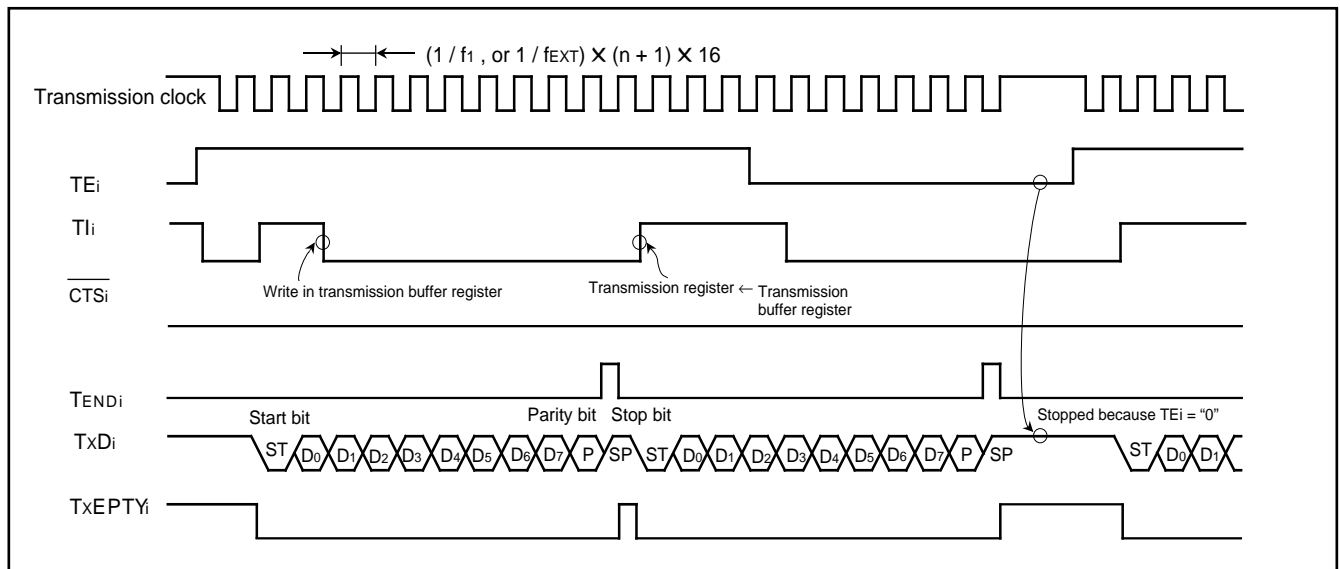 (1 / f1 , or 1 / fEXT) X (n + 1) X 16
Transmission clock
TEi
TIi
Write in transmission buffer register
Transmission register ← Transmission
buffer register
CTSi
TENDi
Start bit
Parity bit
Stop bit
Stopped because TEi = “0”
TXDi
ST D0 D1 D2 D3 D4 D5 D6 D7 P SP ST D0 D1 D2 D3 D4 D5 D6 D7 P SP ST D0 D1
TXEPTYi